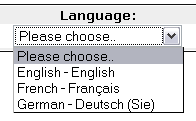 Language:
Please choose..
Please choose..
English - English
French - Français
German - Deutsch (Sie)